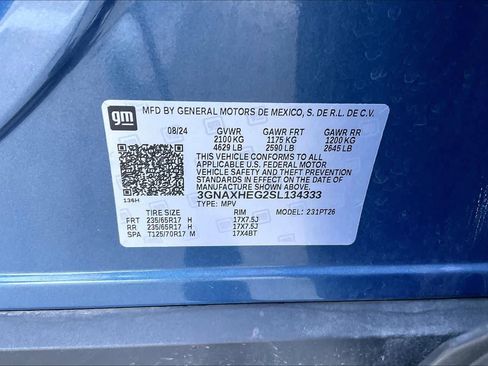 gm MFD BY GENERAL MOTORS DE MEXICO, S. DE R.L. DE C.V.
08/24 GVWR GAWR FRT GAWR RR
2100 KG 1175 KG 1200 KG
4629 LB 2590 LB 2645 LB
THIS VEHICLE CONFORMS TO ALL
APPLICABLE U.S. FEDERAL MOTOR
VEHICLE SAFETY AND THEFT PREVENTION
STANDARDS IN EFFECT ON THE DATE
OF MANUFACTURE SHOWN ABOVE.
136H 3GNAXHEG2SL134333
TYPE: MPV
TIRE SIZE RIM MODEL: 231PT26
FRT 235/65R17 H 17X7.5J
RR 235/65R17 H 17X7.5J
SPA T125/70R17 M 17X4BT